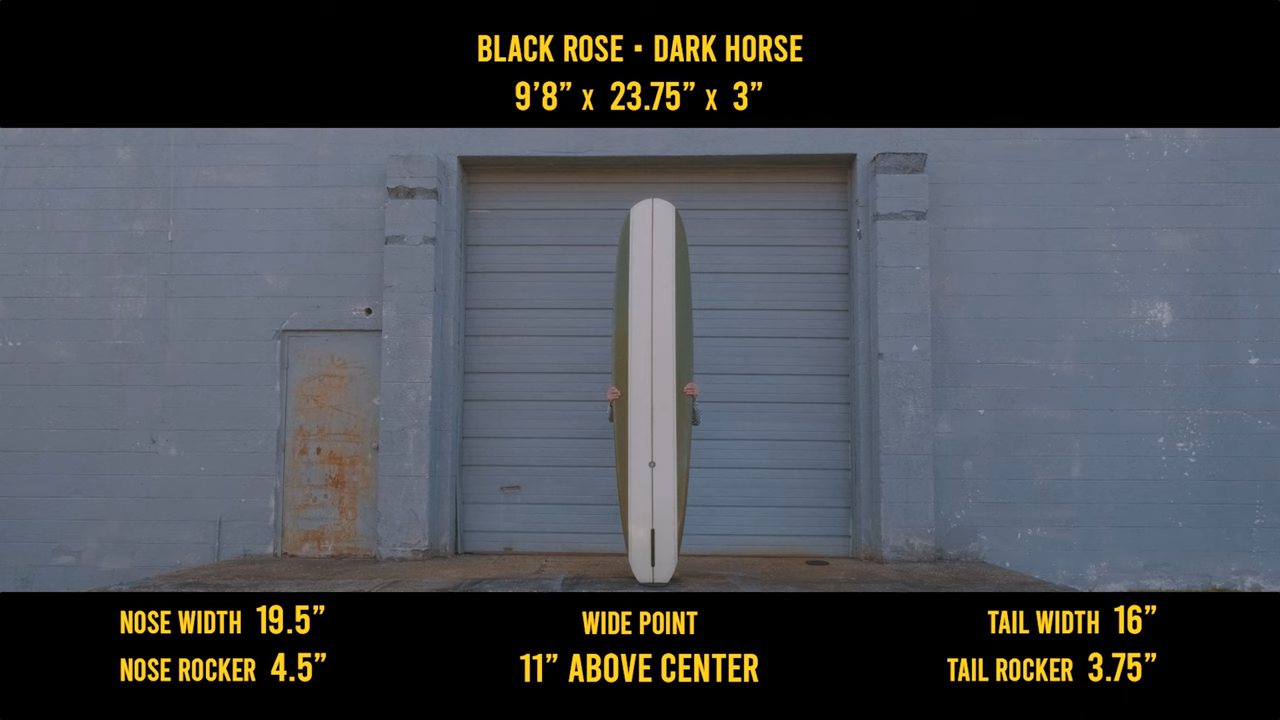 BLACK ROSE · DARK HORSE
9’8” X 23.75” X 3”
NOSE WIDTH 19.5”
NOSE ROCKER 4.5”
WIDE POINT
11” ABOVE CENTER
TAIL WIDTH 16”
TAIL ROCKER 3.75”